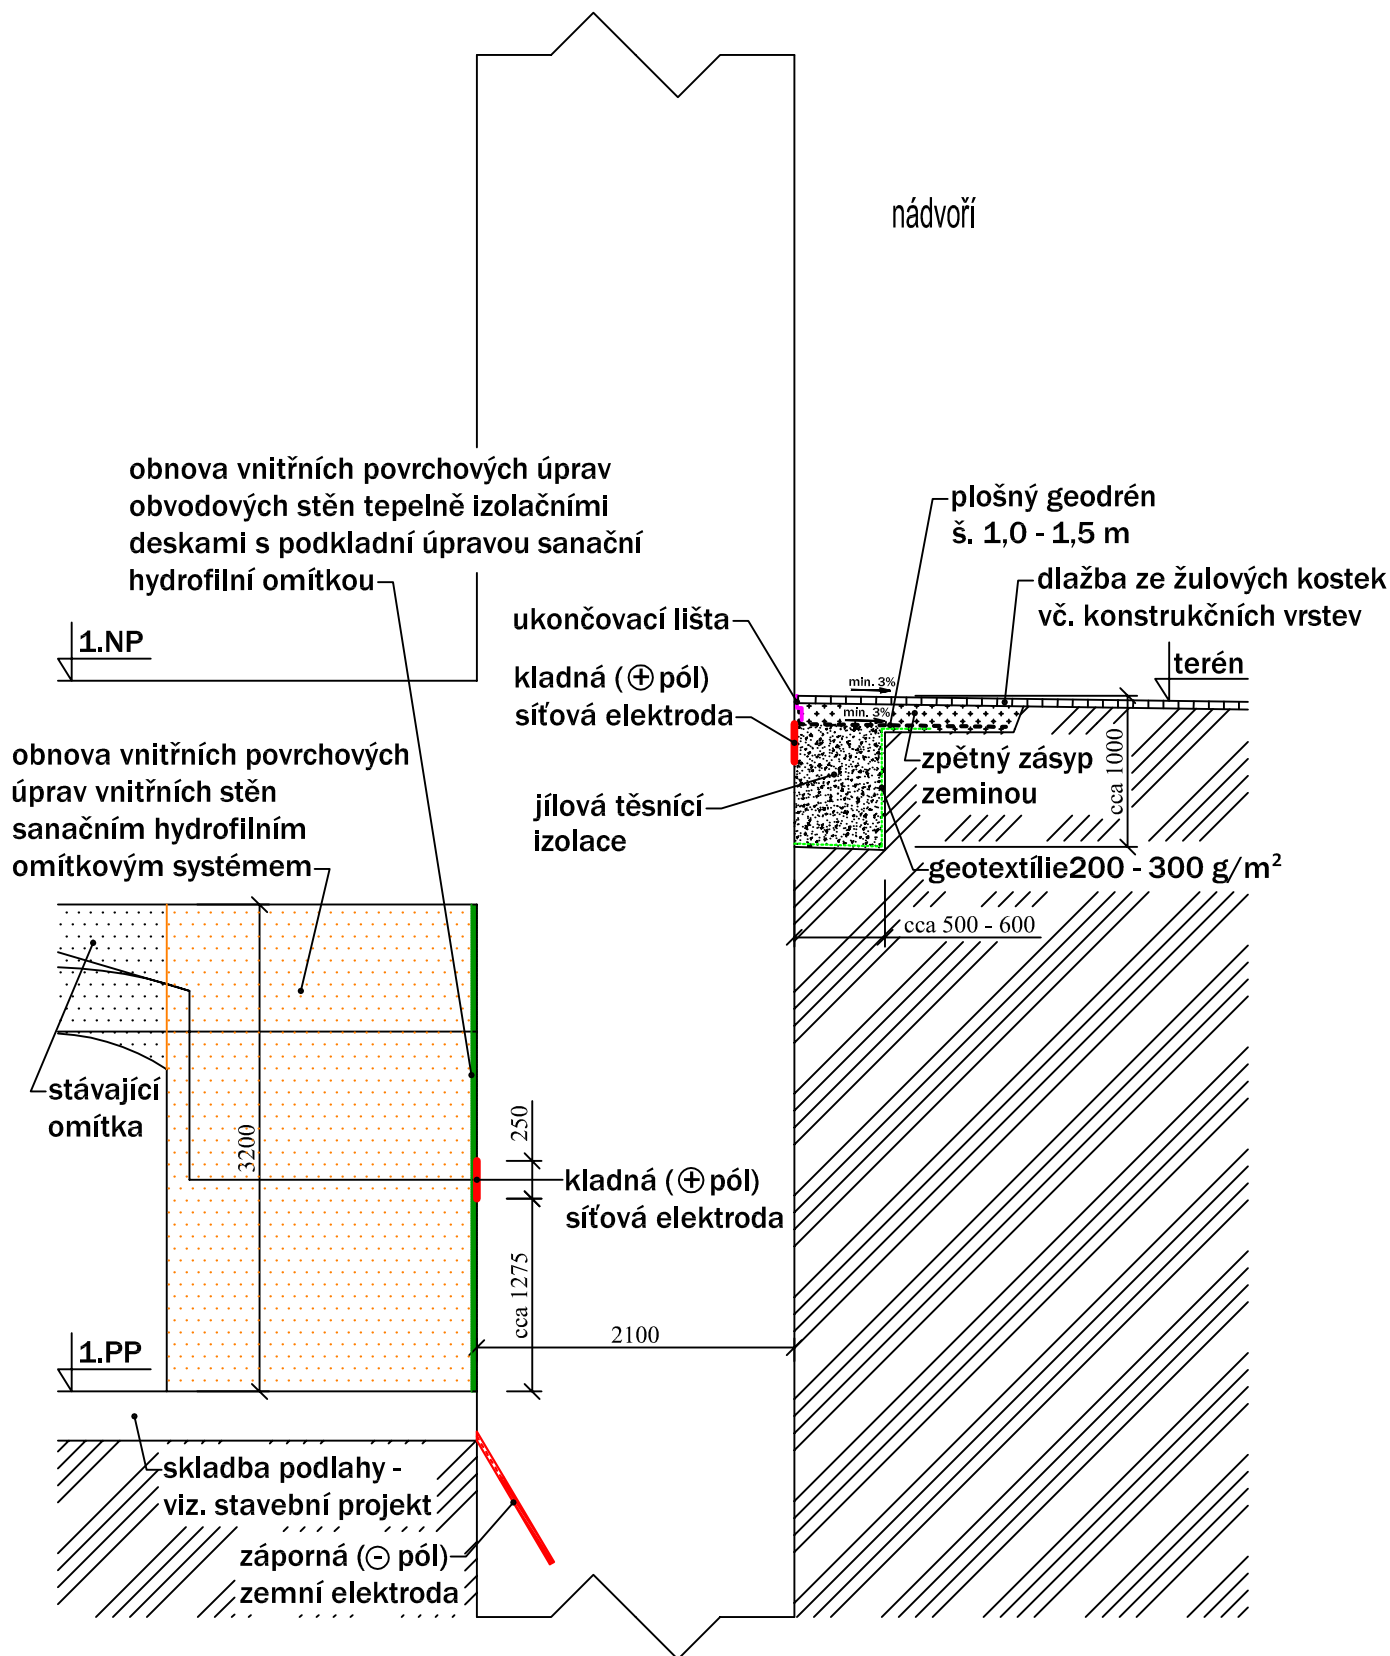 nádvoří
obnova vnitřních povrchových úprav
obvodových stěn tepelně izolačními
deskami s podkladní úpravou sanační
hydrofilní omítkou
plošný geodrén
š. 1,0 - 1,5 m
dlažba ze žulových kostek
vč. konstrukčních vrstev
ukončovací lišta
1.NP
terén
kladná (+ pól)
síťová elektroda
min. 3%
min. 3%
obnova vnitřních povrchových
úprav vnitřních stěn
sanačním hydrofilním
omítkovým systémem
zpětný zásyp
zeminou
cca 1000
jílová těsnící
izolace
geotextílie200 - 300 g/m²
cca 500 - 600
stávající
omítka
3200
250
kladná (+ pól)
síťová elektroda
cca 1275
2100
1.PP
skladba podlahy -
viz. stavební projekt
záporná (- pól)
zemní elektroda